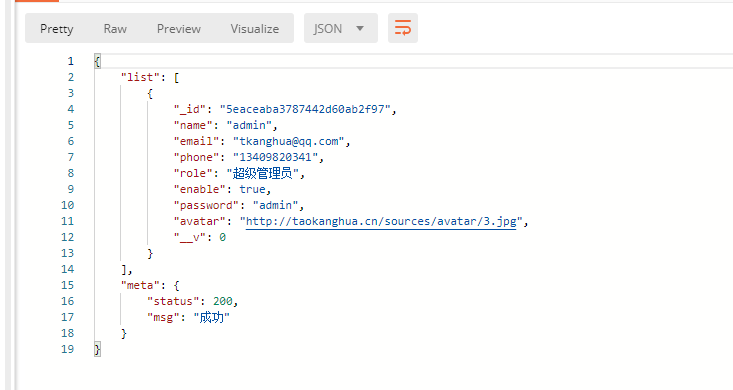 Pretty Raw Preview Visualize JSON
1 {
2 "list": [
3 {
4 "_id": "5eaceaba3787442d60ab2f97",
5 "name": "admin",
6 "email": "tkanghua@qq.com",
7 "phone": "13409820341",
8 "role": "超级管理员",
9 "enable": true,
10 "password": "admin",
11 "avatar": "http://taokanghua.cn/sources/avatar/3.jpg",
12 "__v": 0
13 }
14 ],
15 "meta": {
16 "status": 200,
17 "msg": "成功"
18 }
19 }